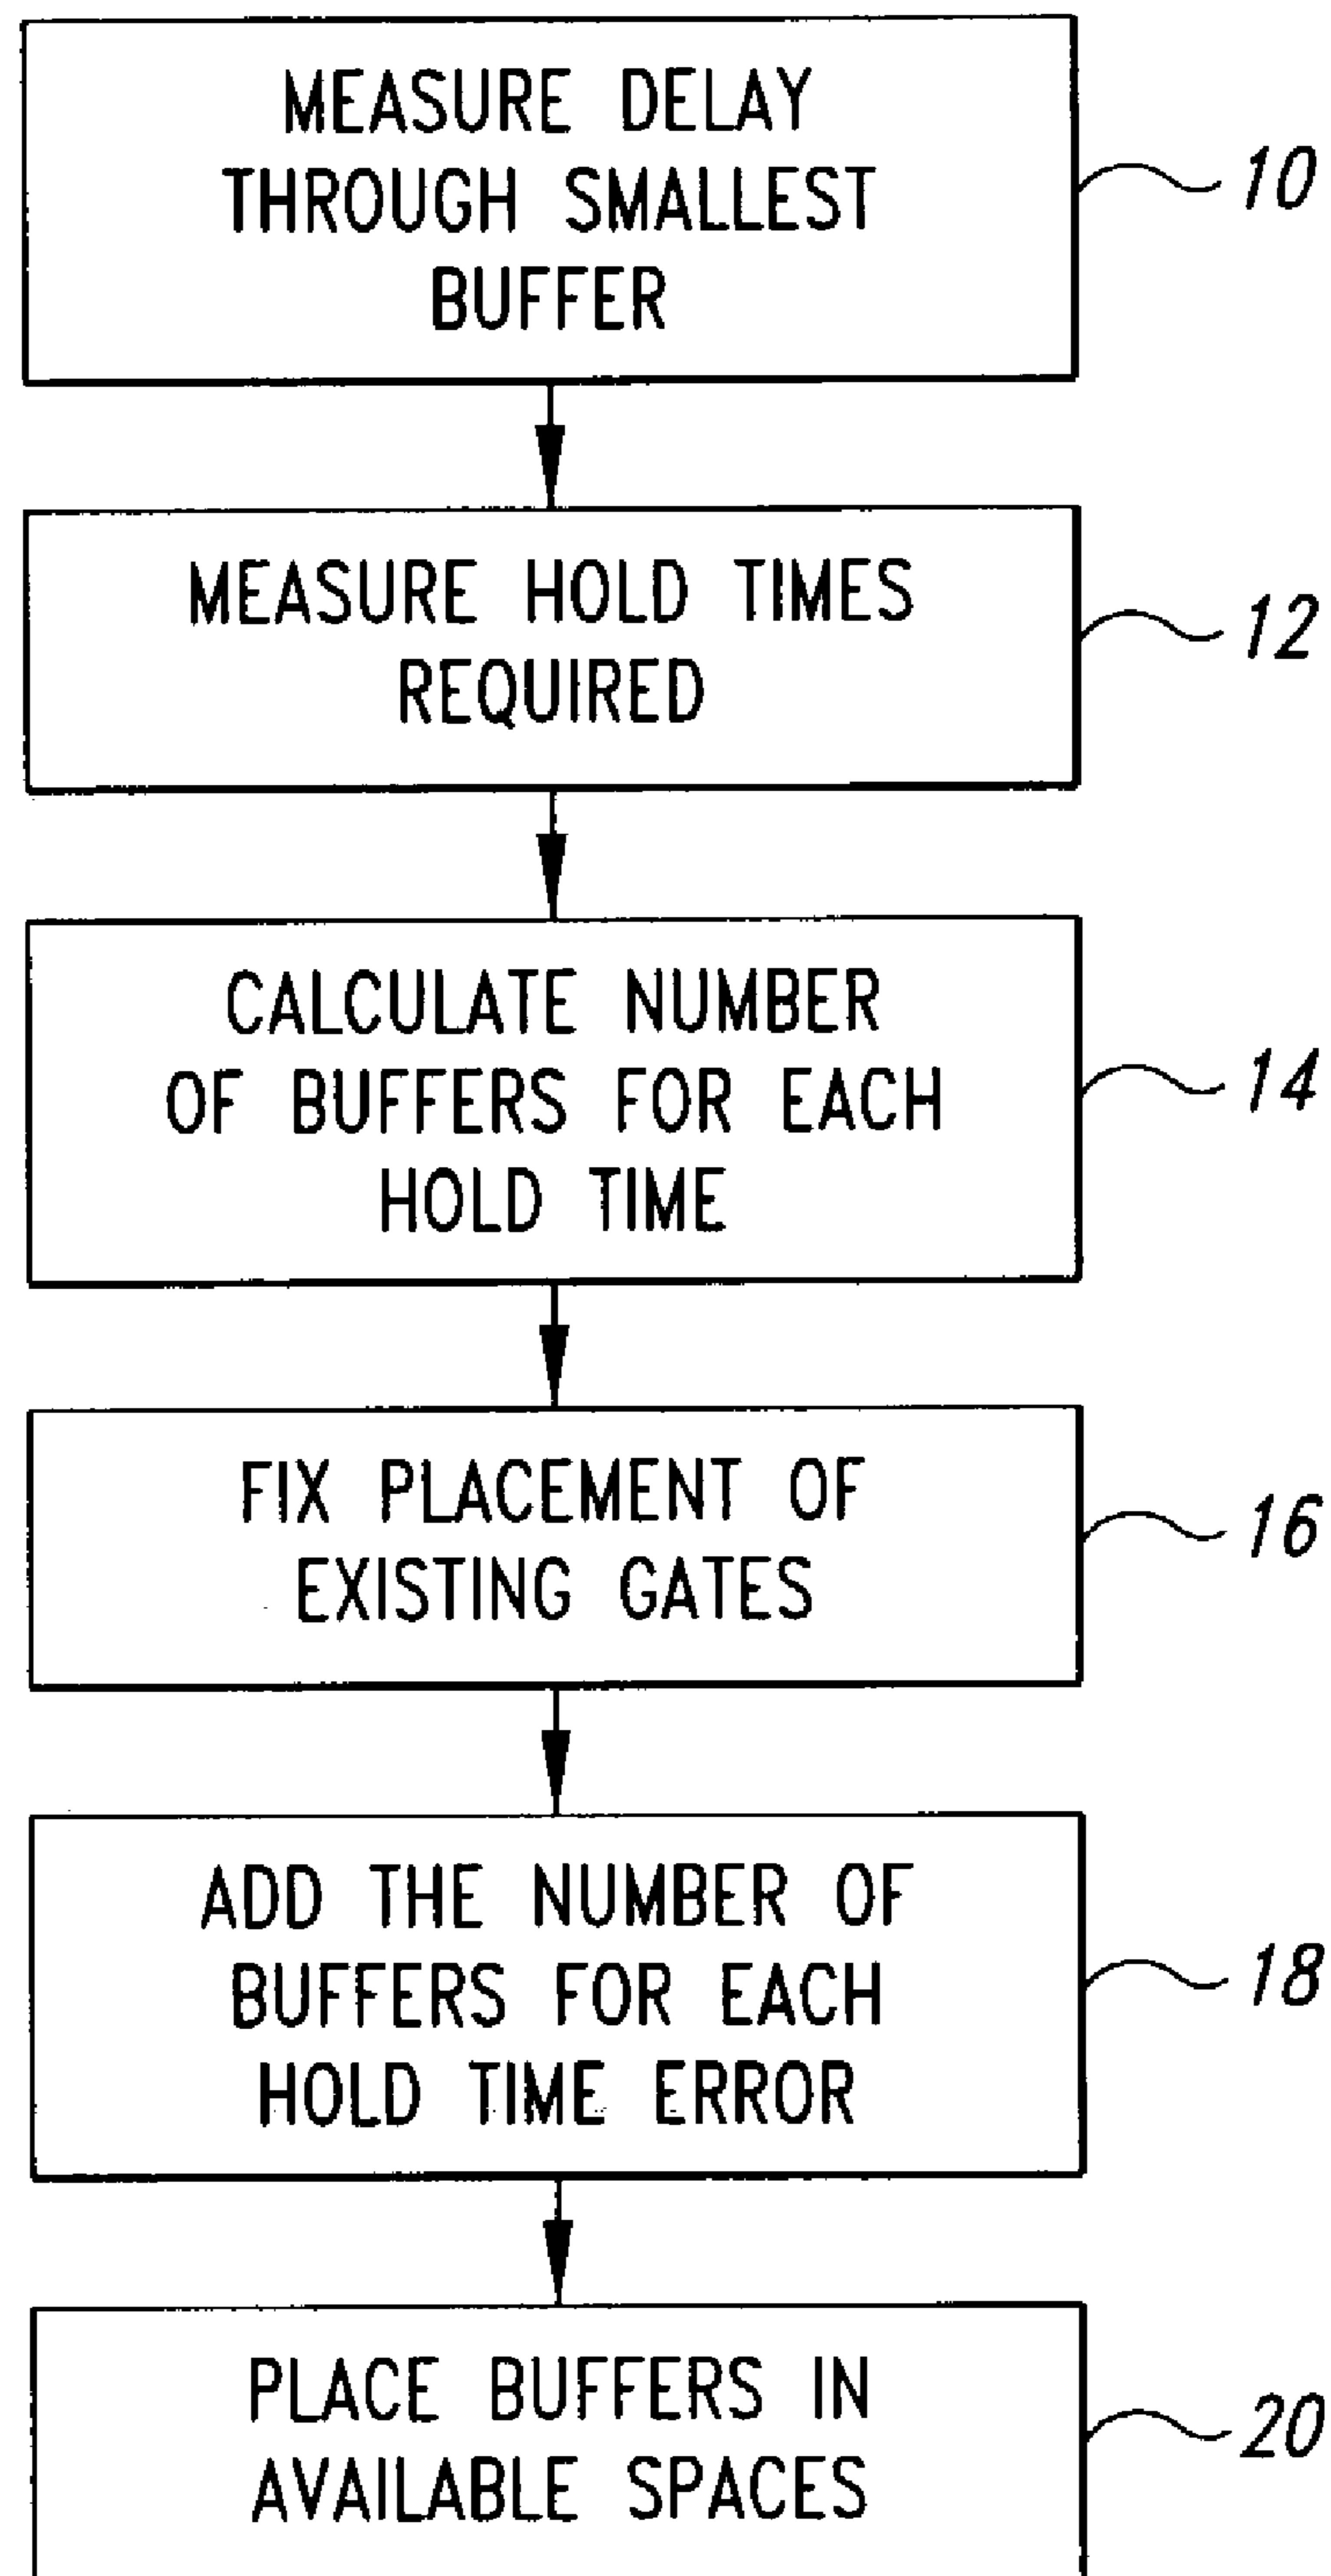 MEASURE DELAY
THROUGH SMALLEST
BUFFER
10
MEASURE HOLD TIMES
REQUIRED
12
CALCULATE NUMBER
OF BUFFERS FOR EACH
HOLD TIME
14
FIX PLACEMENT OF
EXISTING GATES
16
ADD THE NUMBER OF
BUFFERS FOR EACH
HOLD TIME ERROR
18
PLACE BUFFERS IN
AVAILABLE SPACES
20